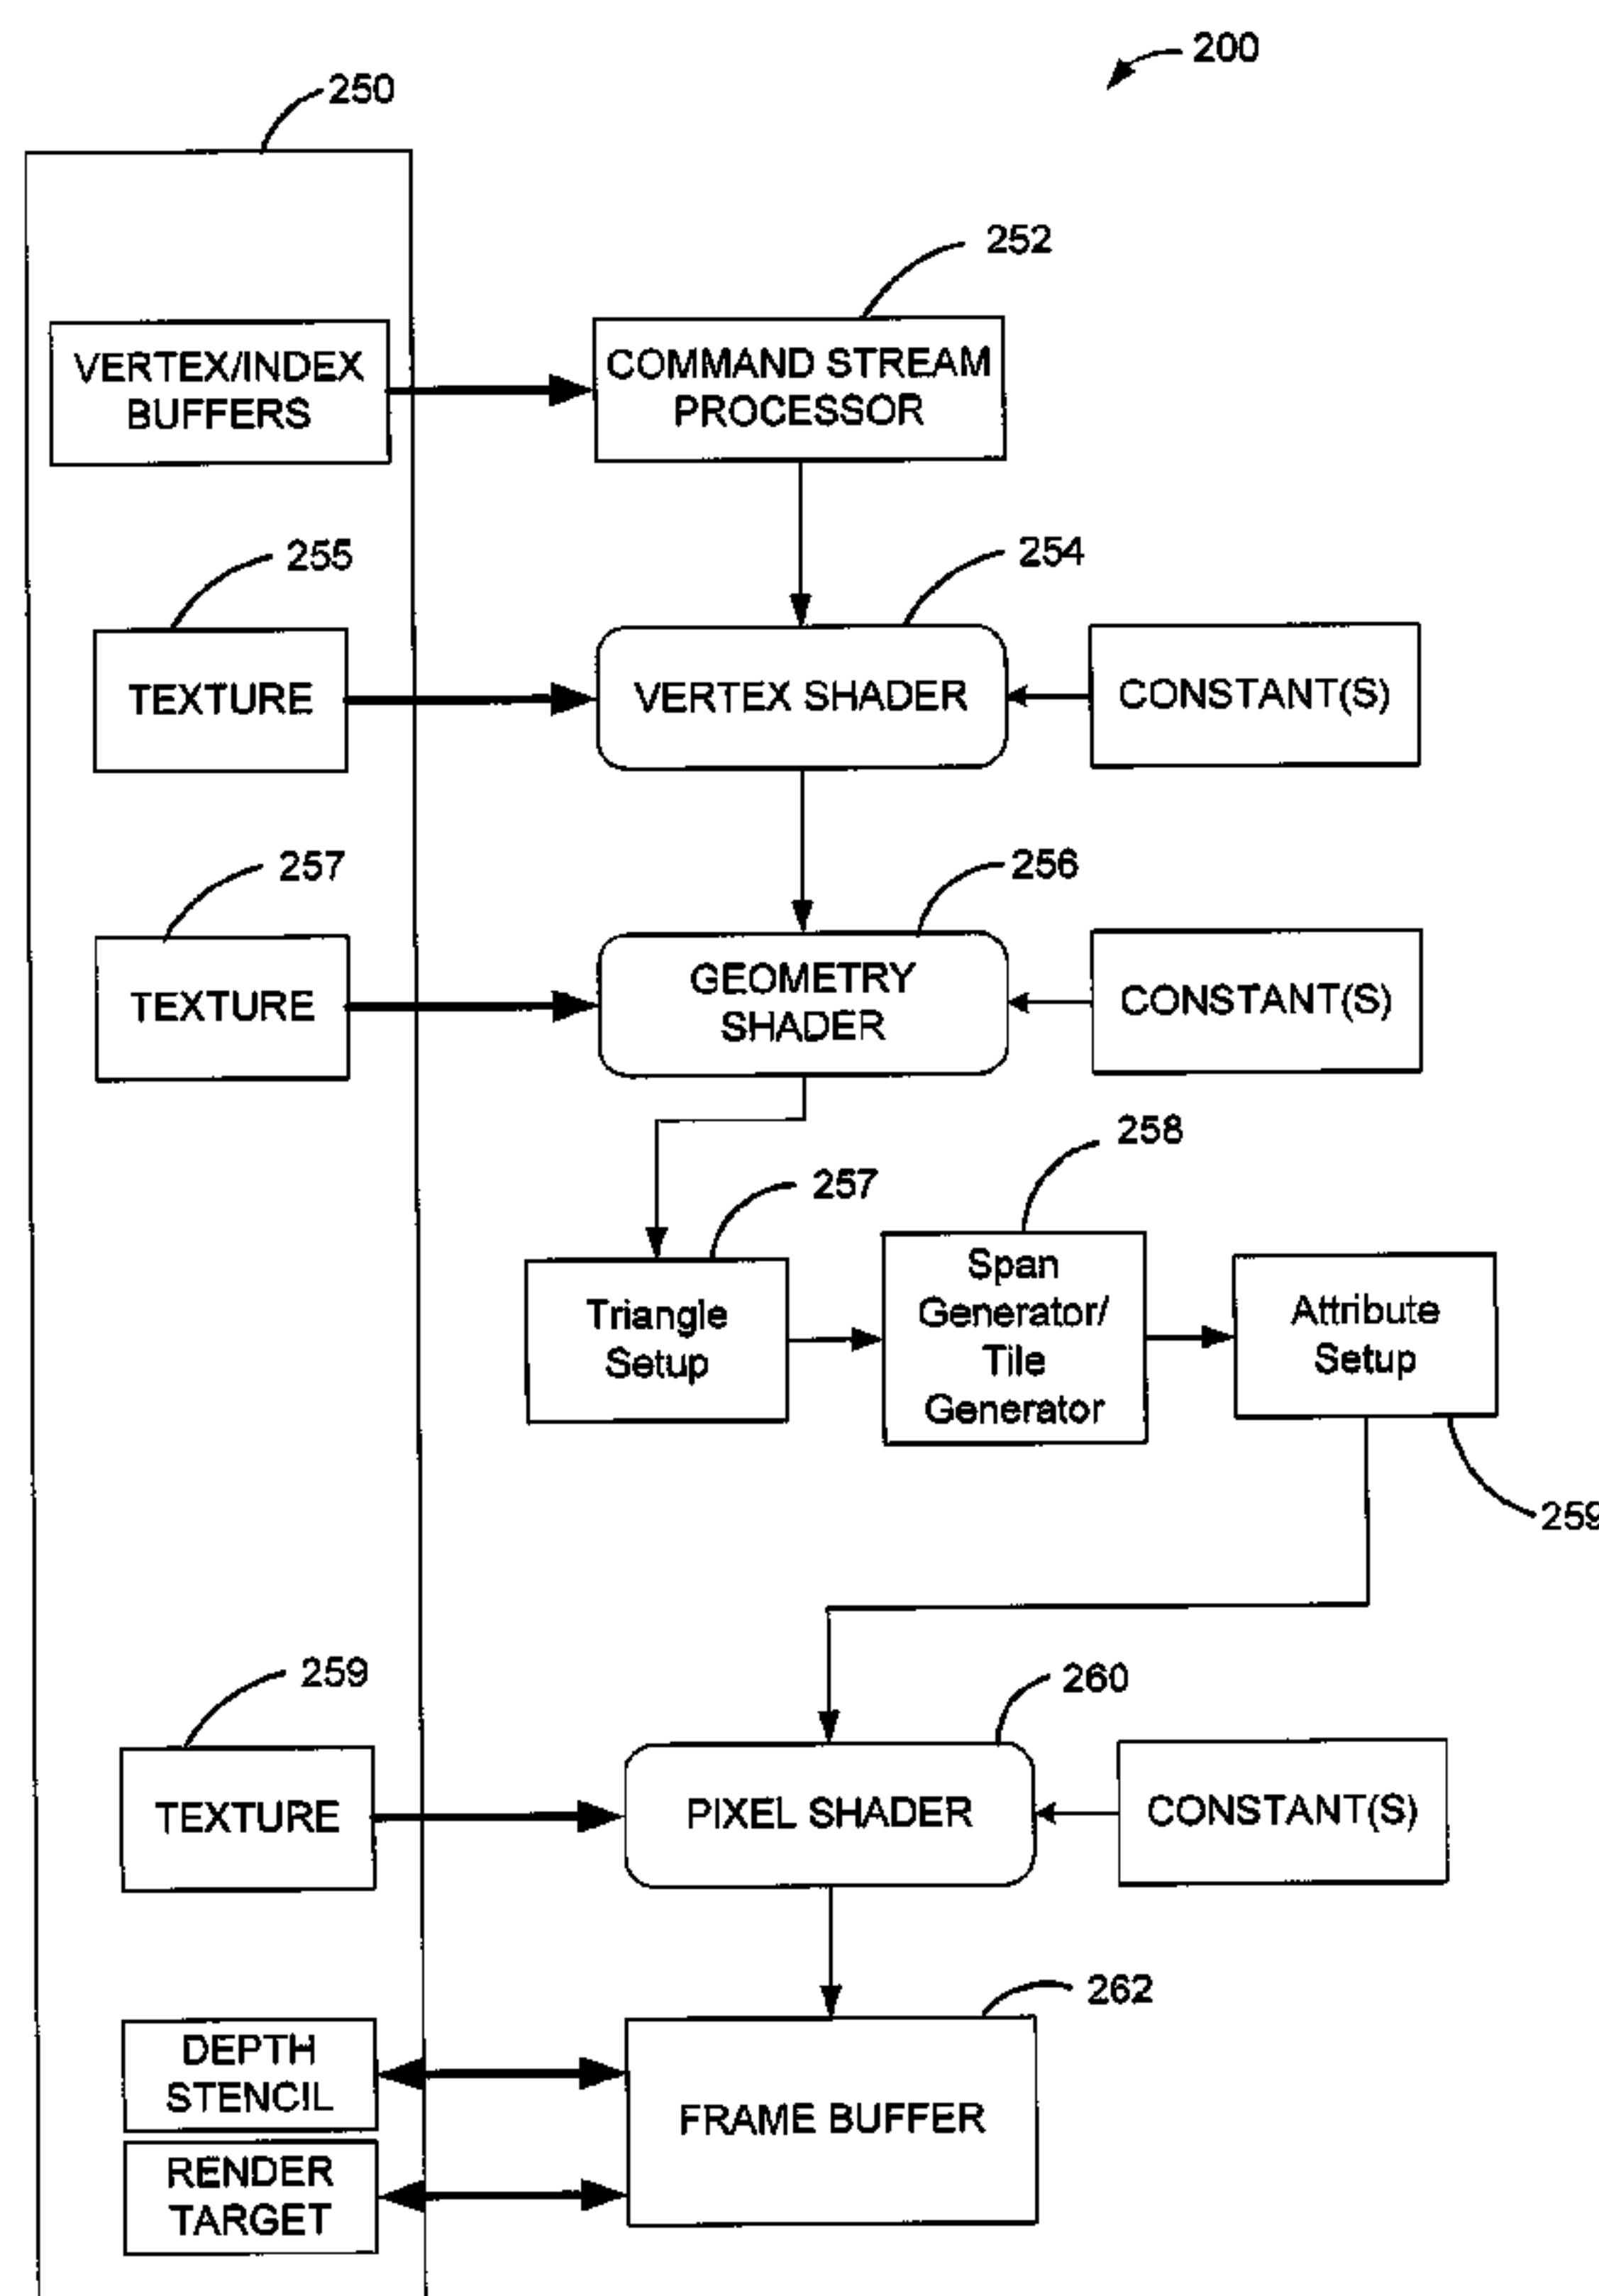 200
250
252
VERTEX/INDEX
BUFFERS
COMMAND STREAM
PROCESSOR
255
254
TEXTURE
VERTEX SHADER
CONSTANT(S)
257
256
TEXTURE
GEOMETRY
SHADER
CONSTANT(S)
258
257
Triangle
Setup
Span
Generator/
Tile
Generator
Attribute
Setup
259
259
260
TEXTURE
PIXEL SHADER
CONSTANT(S)
262
DEPTH
STENCIL
FRAME BUFFER
RENDER
TARGET